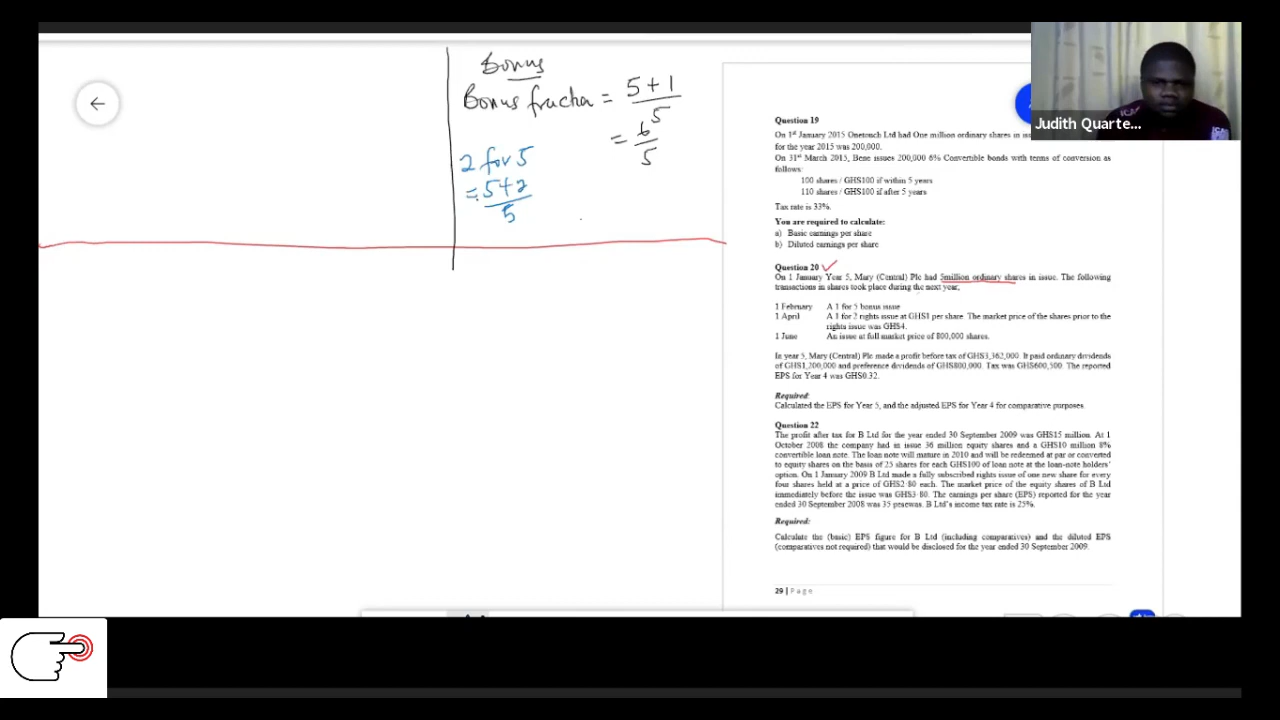 Bonus
Bonus fraction = 5 + 1
5
= 6
5
2 for 5
= 5+2
5
Judith Quarte...
Question 19
On 1st January 2015 Onetouch Ltd had One million ordinary shares in
for the year 2015 was 200,000.
On 31st March 2015, Bene issues 200,000 6% Convertible bonds with terms of conversion as
follows:
100 shares / GHS100 if within 5 years
110 shares / GHS100 if after 5 years
Tax rate is 33%.
You are required to calculate:
a) Basic earnings per share
b) Diluted earnings per share
Question 20
On 1 January Year 5, Mary (Central) Plc had 5million ordinary shares in issue. The following
transactions in shares took place during the next year;
1 February A 1 for 5 bonus issue
1 April A 1 for 2 rights issue at GHS1 per share. The market price of the shares prior to the
rights issue was GHS4.
1 June An issue at full market price of 800,000 shares.
In year 5, Mary (Central) Plc made a profit before tax of GHS3,362,000. It paid ordinary dividends
of GHS1,200,000 and preference dividends of GHS800,000. Tax was GHS600,500. The reported
EPS for Year 4 was GHS0.32.
Required:
Calculated the EPS for Year 5, and the adjusted EPS for Year 4 for comparative purposes
Question 22
The profit after tax for B Ltd for the year ended 30 September 2009 was GHS15 million. At 1
October 2008 the company had in issue 36 million equity shares and a GHS10 million 8%
convertible loan note. The loan note will mature in 2010 and will be redeemed at par or converted
to equity shares on the basis of 25 shares for each GHS100 of loan note at the loan-note holders'
option. On 1 January 2009 B Ltd made a fully subscribed rights issue of one new share for every
four shares held at a price of GHS2·80 each. The market price of the equity shares of B Ltd
immediately before the issue was GHS3·80. The earnings per share (EPS) reported for the year
ended 30 September 2008 was 35 pesewas. B Ltd's income tax rate is 25%.
Required:
Calculate the (basic) EPS figure for B Ltd (including comparatives) and the diluted EPS
(comparatives not required) that would be disclosed for the year ended 30 September 2009.
29 | Page